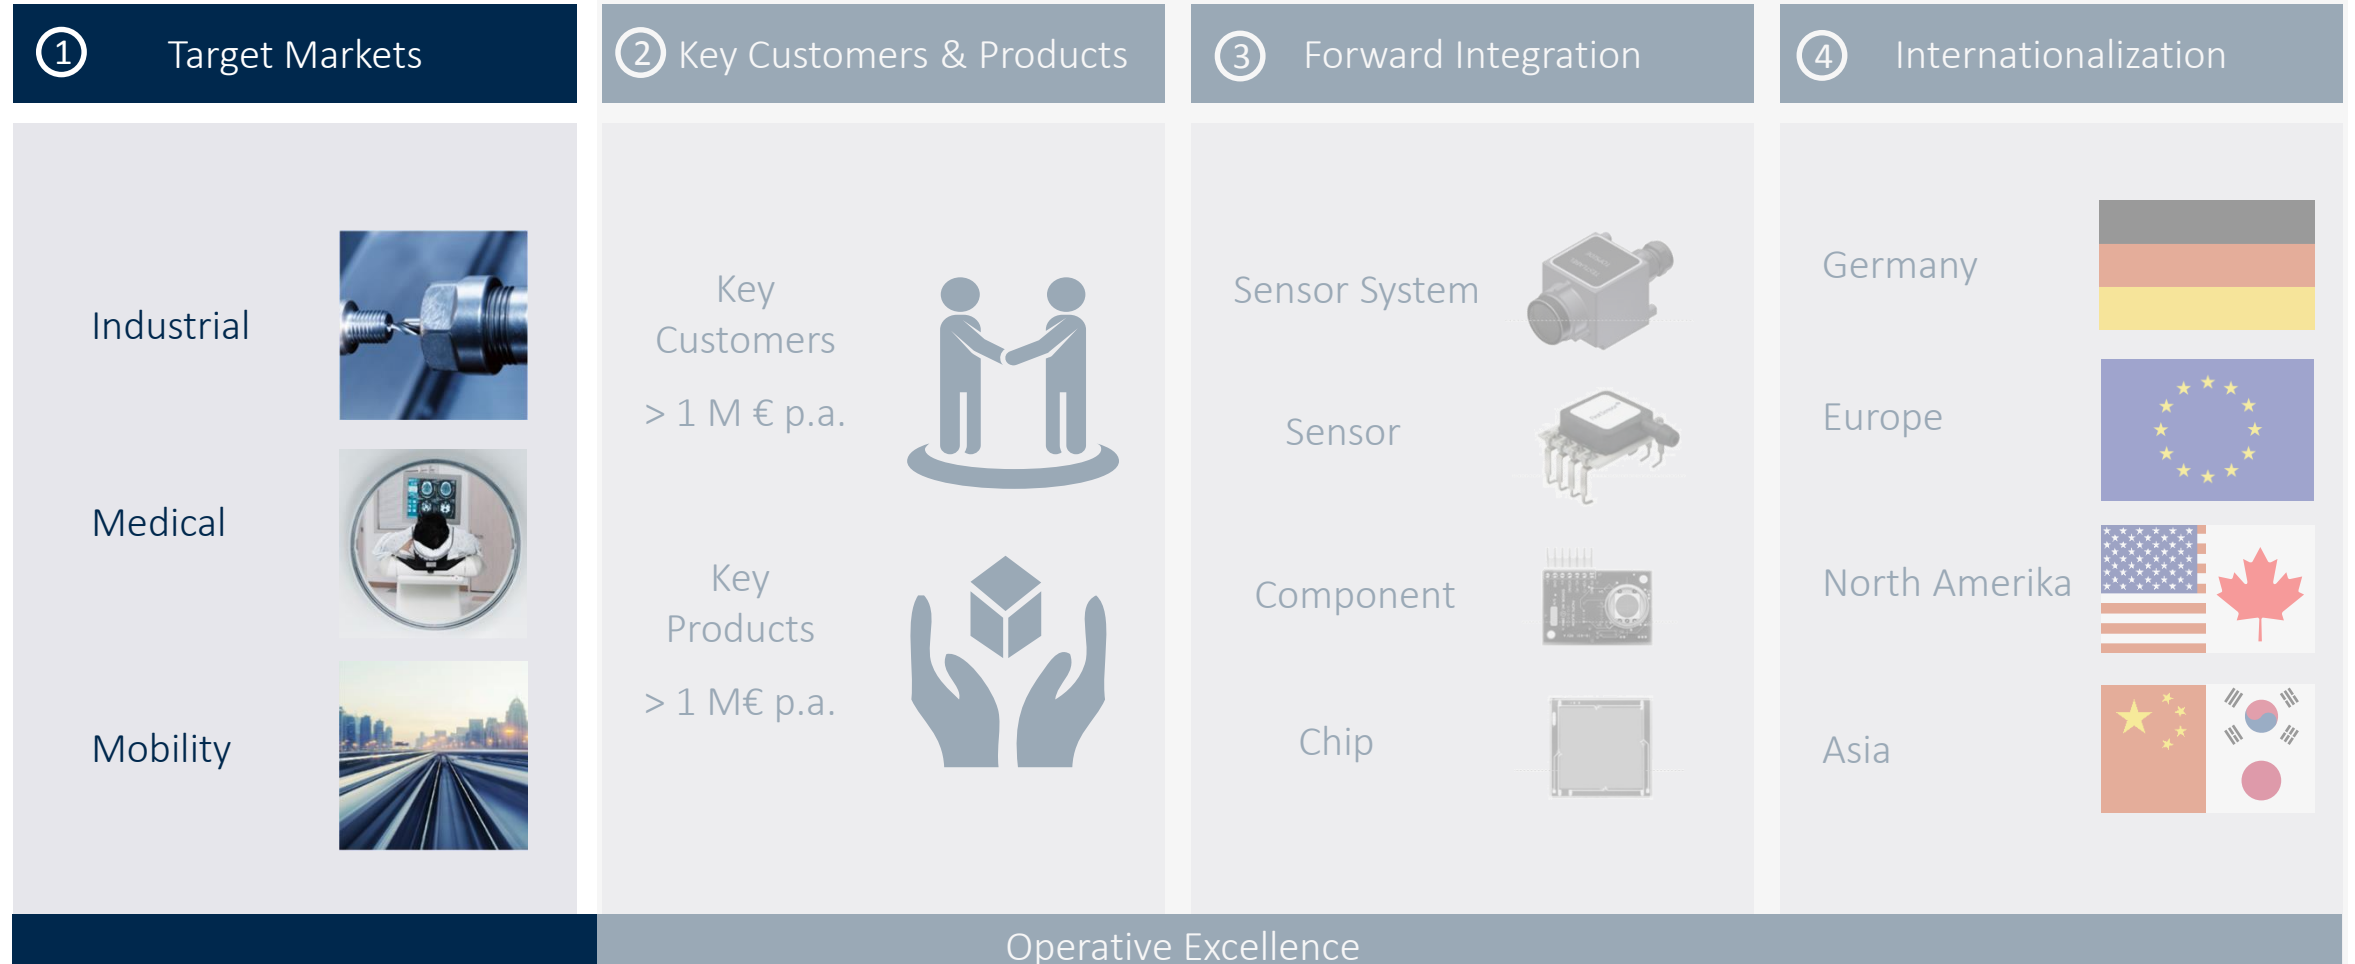 1 Target Markets
Industrial
Medical
Mobility
2 Key Customers & Products
Key
Customers
> 1 M € p.a.
Key
Products
> 1 M€ p.a.
3 Forward Integration
Sensor System
Sensor
Component
Chip
4 Internationalization
Germany
Europe
North Amerika
Asia
Operative Excellence